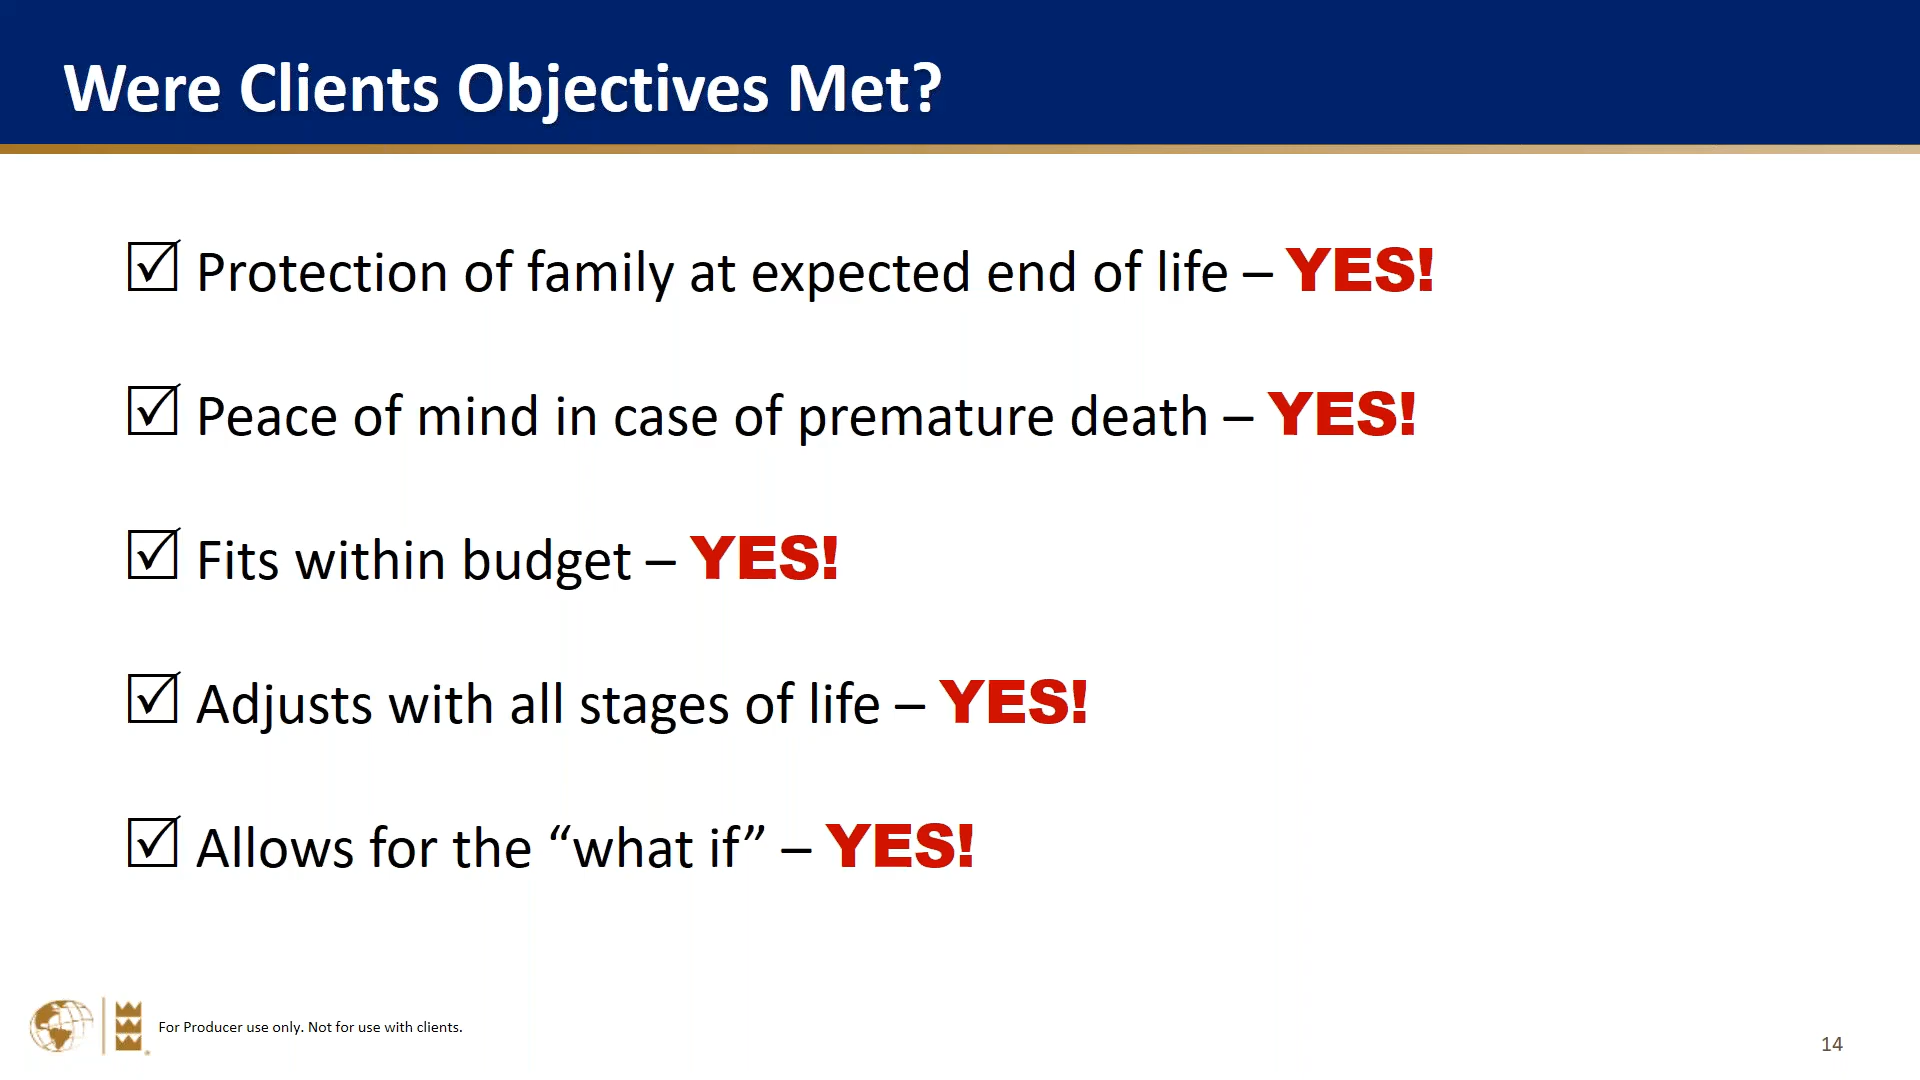 Were Clients Objectives Met?
☑ Protection of family at expected end of life – YES!
☑ Peace of mind in case of premature death – YES!
☑ Fits within budget – YES!
☑ Adjusts with all stages of life – YES!
☑ Allows for the “what if” – YES!
For Producer use only. Not for use with clients.
14